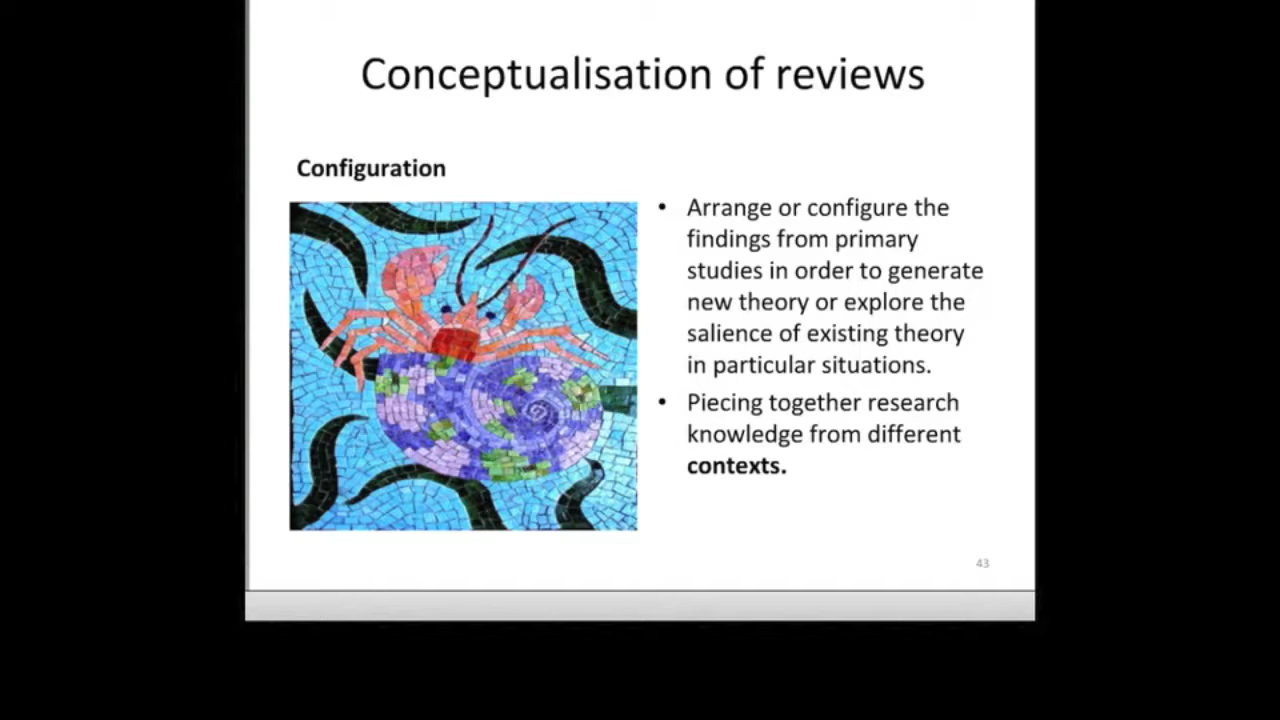 Conceptualisation of reviews
Configuration
• Arrange or configure the
findings from primary
studies in order to generate
new theory or explore the
salience of existing theory
in particular situations.
• Piecing together research
knowledge from different
contexts.
43